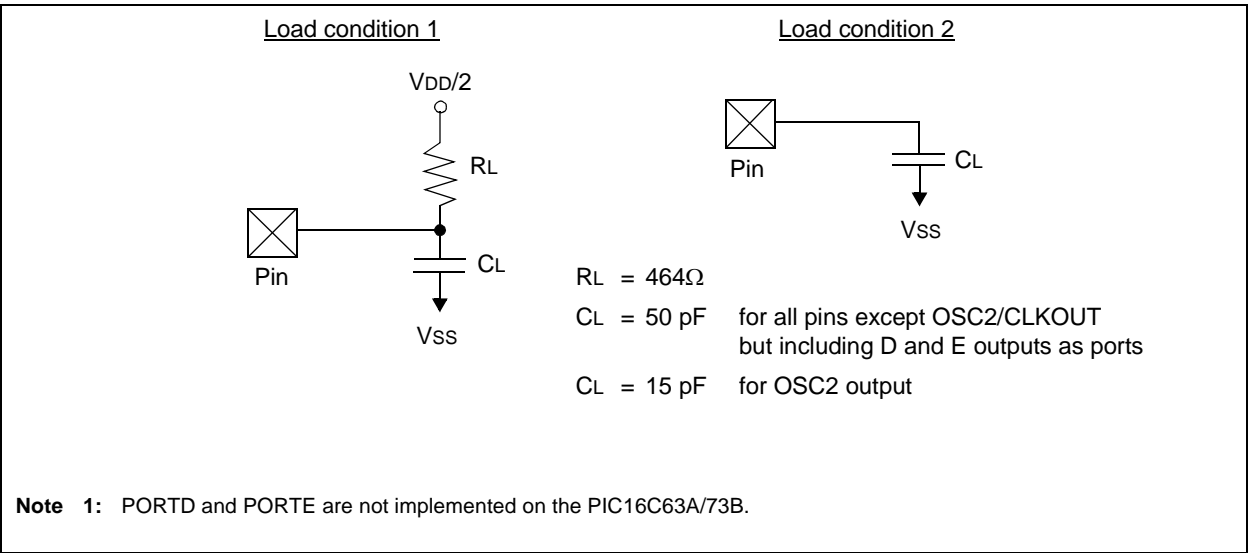 Load condition 1
VDD/2
RL
Pin
CL
VSS
Load condition 2
Pin
CL
VSS
RL = 464Ω
CL = 50 pF for all pins except OSC2/CLKOUT
but including D and E outputs as ports
CL = 15 pF for OSC2 output
Note 1: PORTD and PORTE are not implemented on the PIC16C63A/73B.